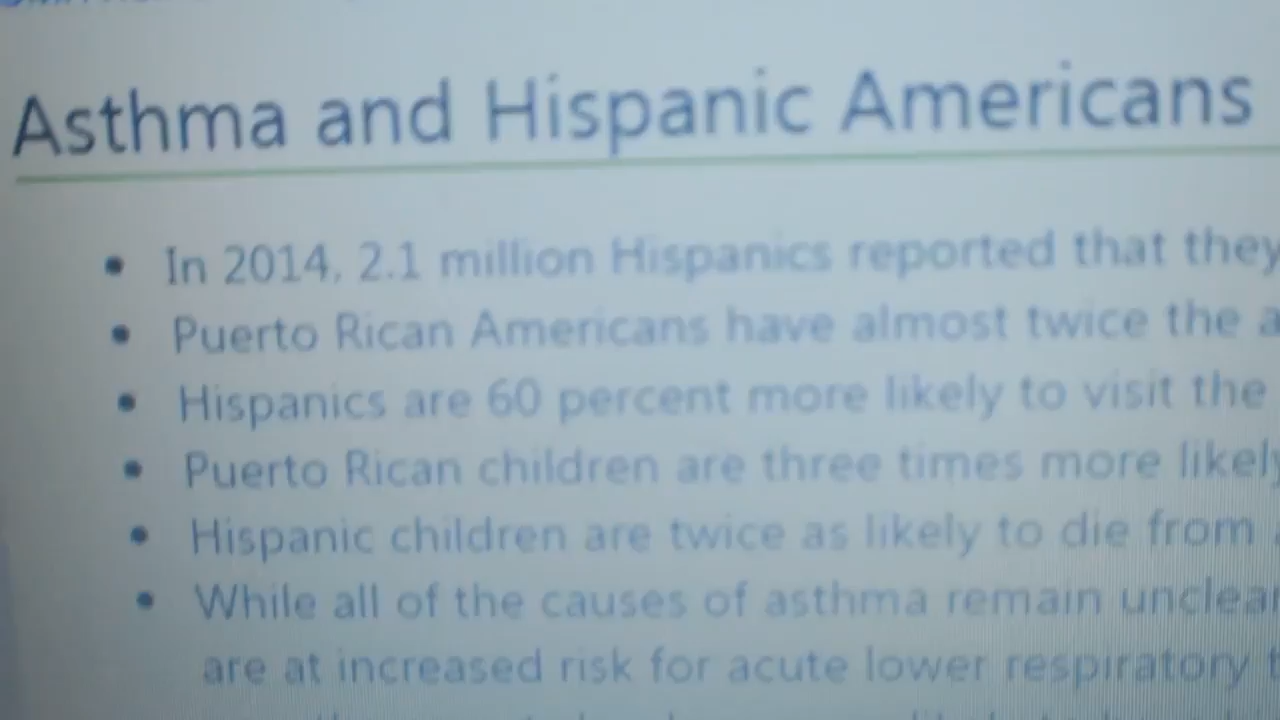 Asthma and Hispanic Americans
• In 2014, 2.1 million Hispanics reported that they
• Puerto Rican Americans have almost twice the a
• Hispanics are 60 percent more likely to visit the
• Puerto Rican children are three times more likely
• Hispanic children are twice as likely to die from
• While all of the causes of asthma remain unclear
are at increased risk for acute lower respiratory t